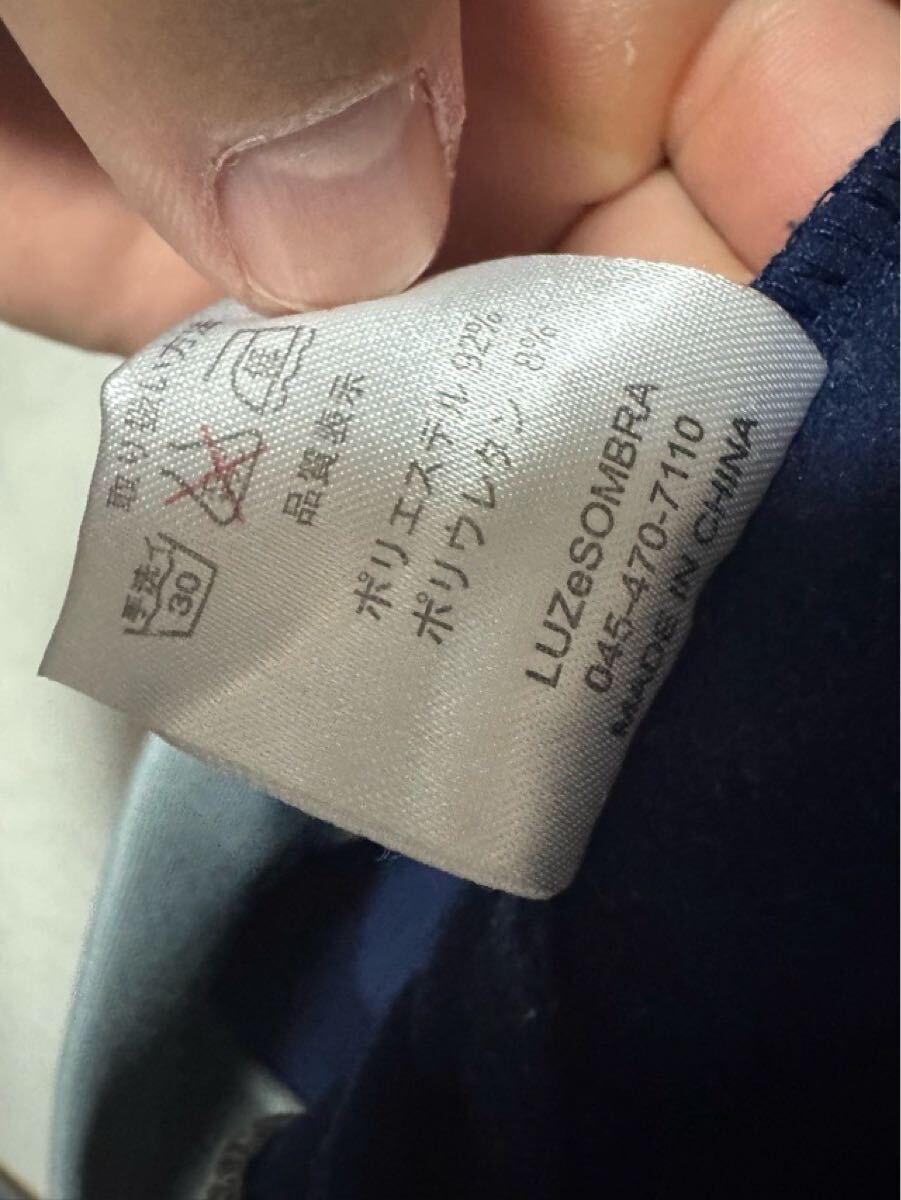 取り扱い方法
手洗イ
30
品質表示
ポリエステル 92%
ポリウレタン 8%
LUZeSOMBRA
045-470-7110
MADE IN CHINA